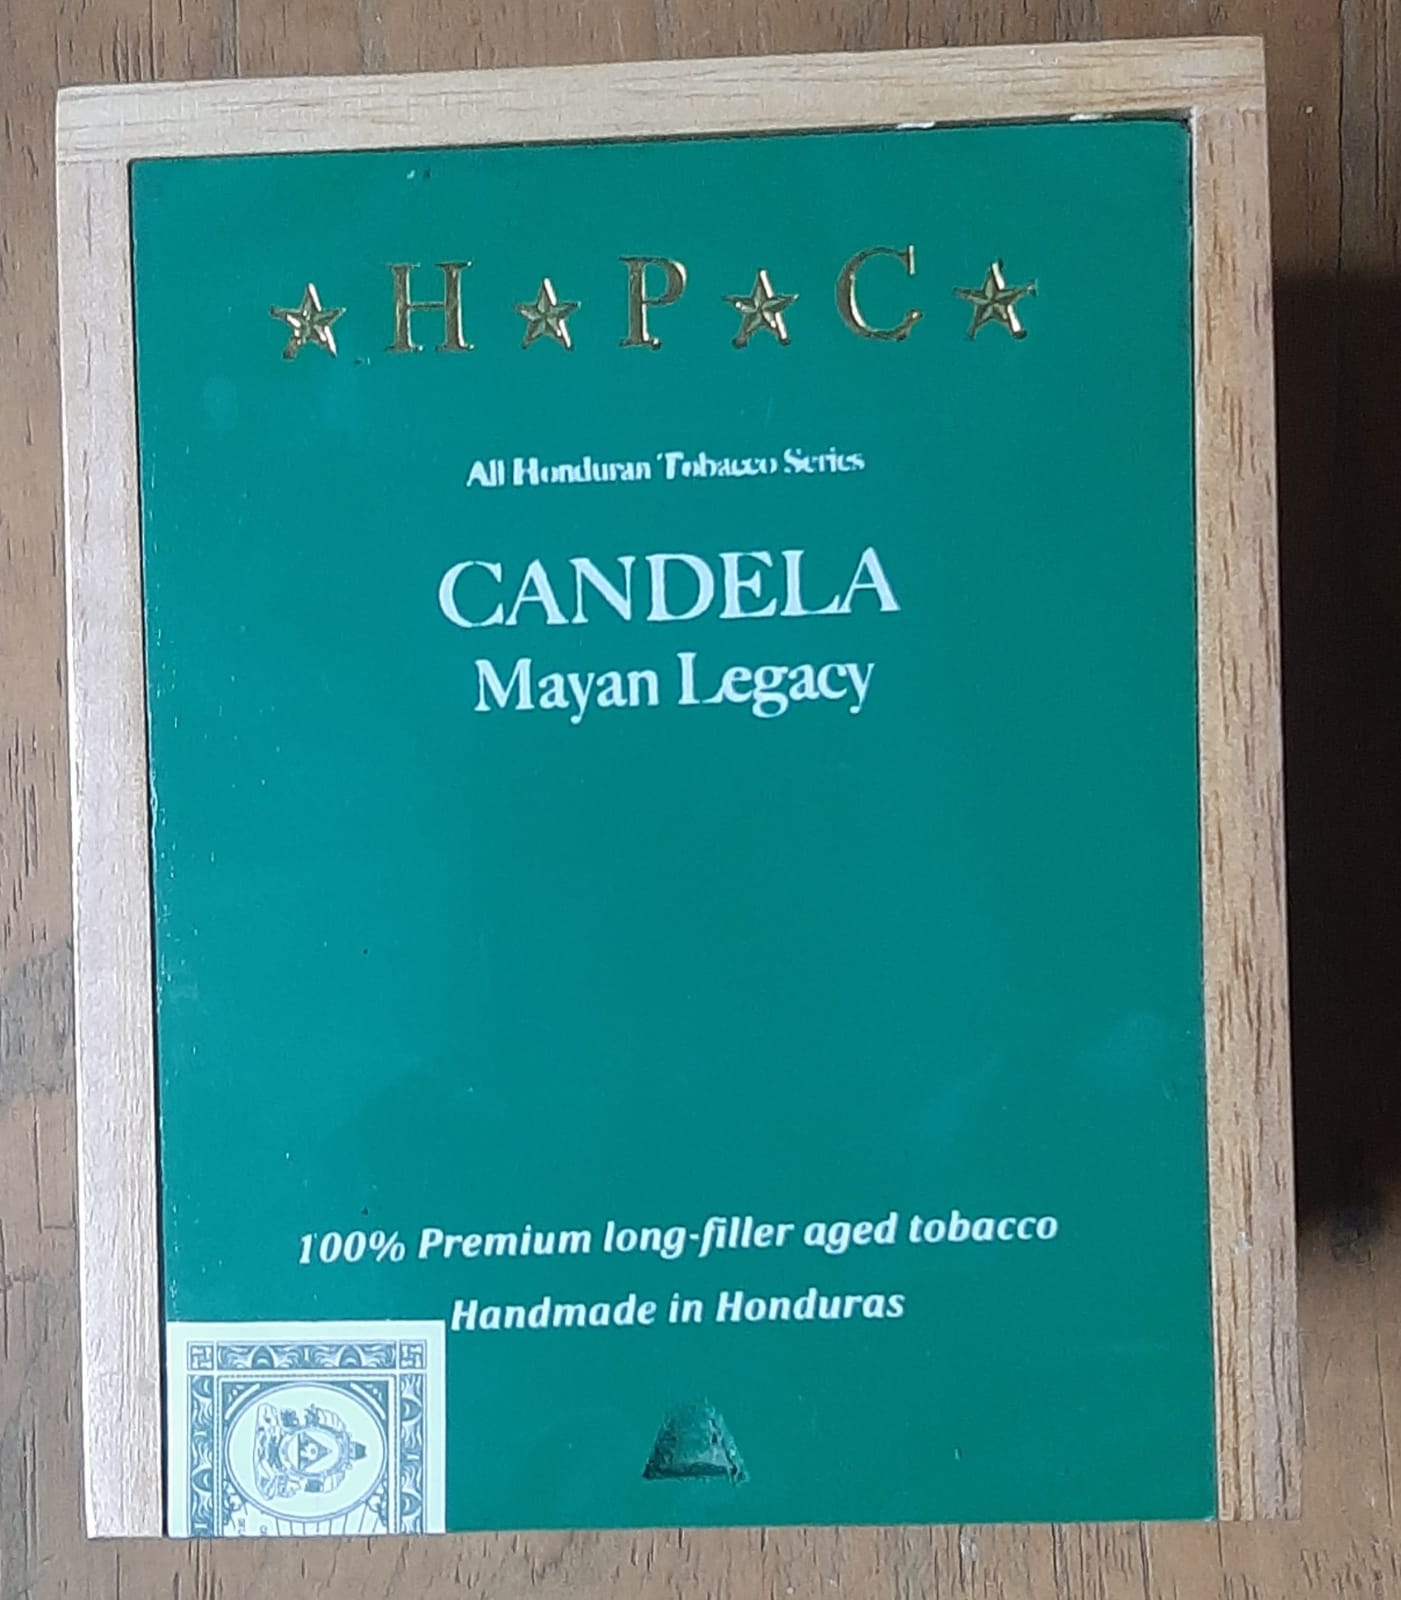 ★ H ★ P ★ C ★
All Honduran Tobacco Series
CANDELA
Mayan Legacy
100% Premium long-filler aged tobacco
Handmade in Honduras